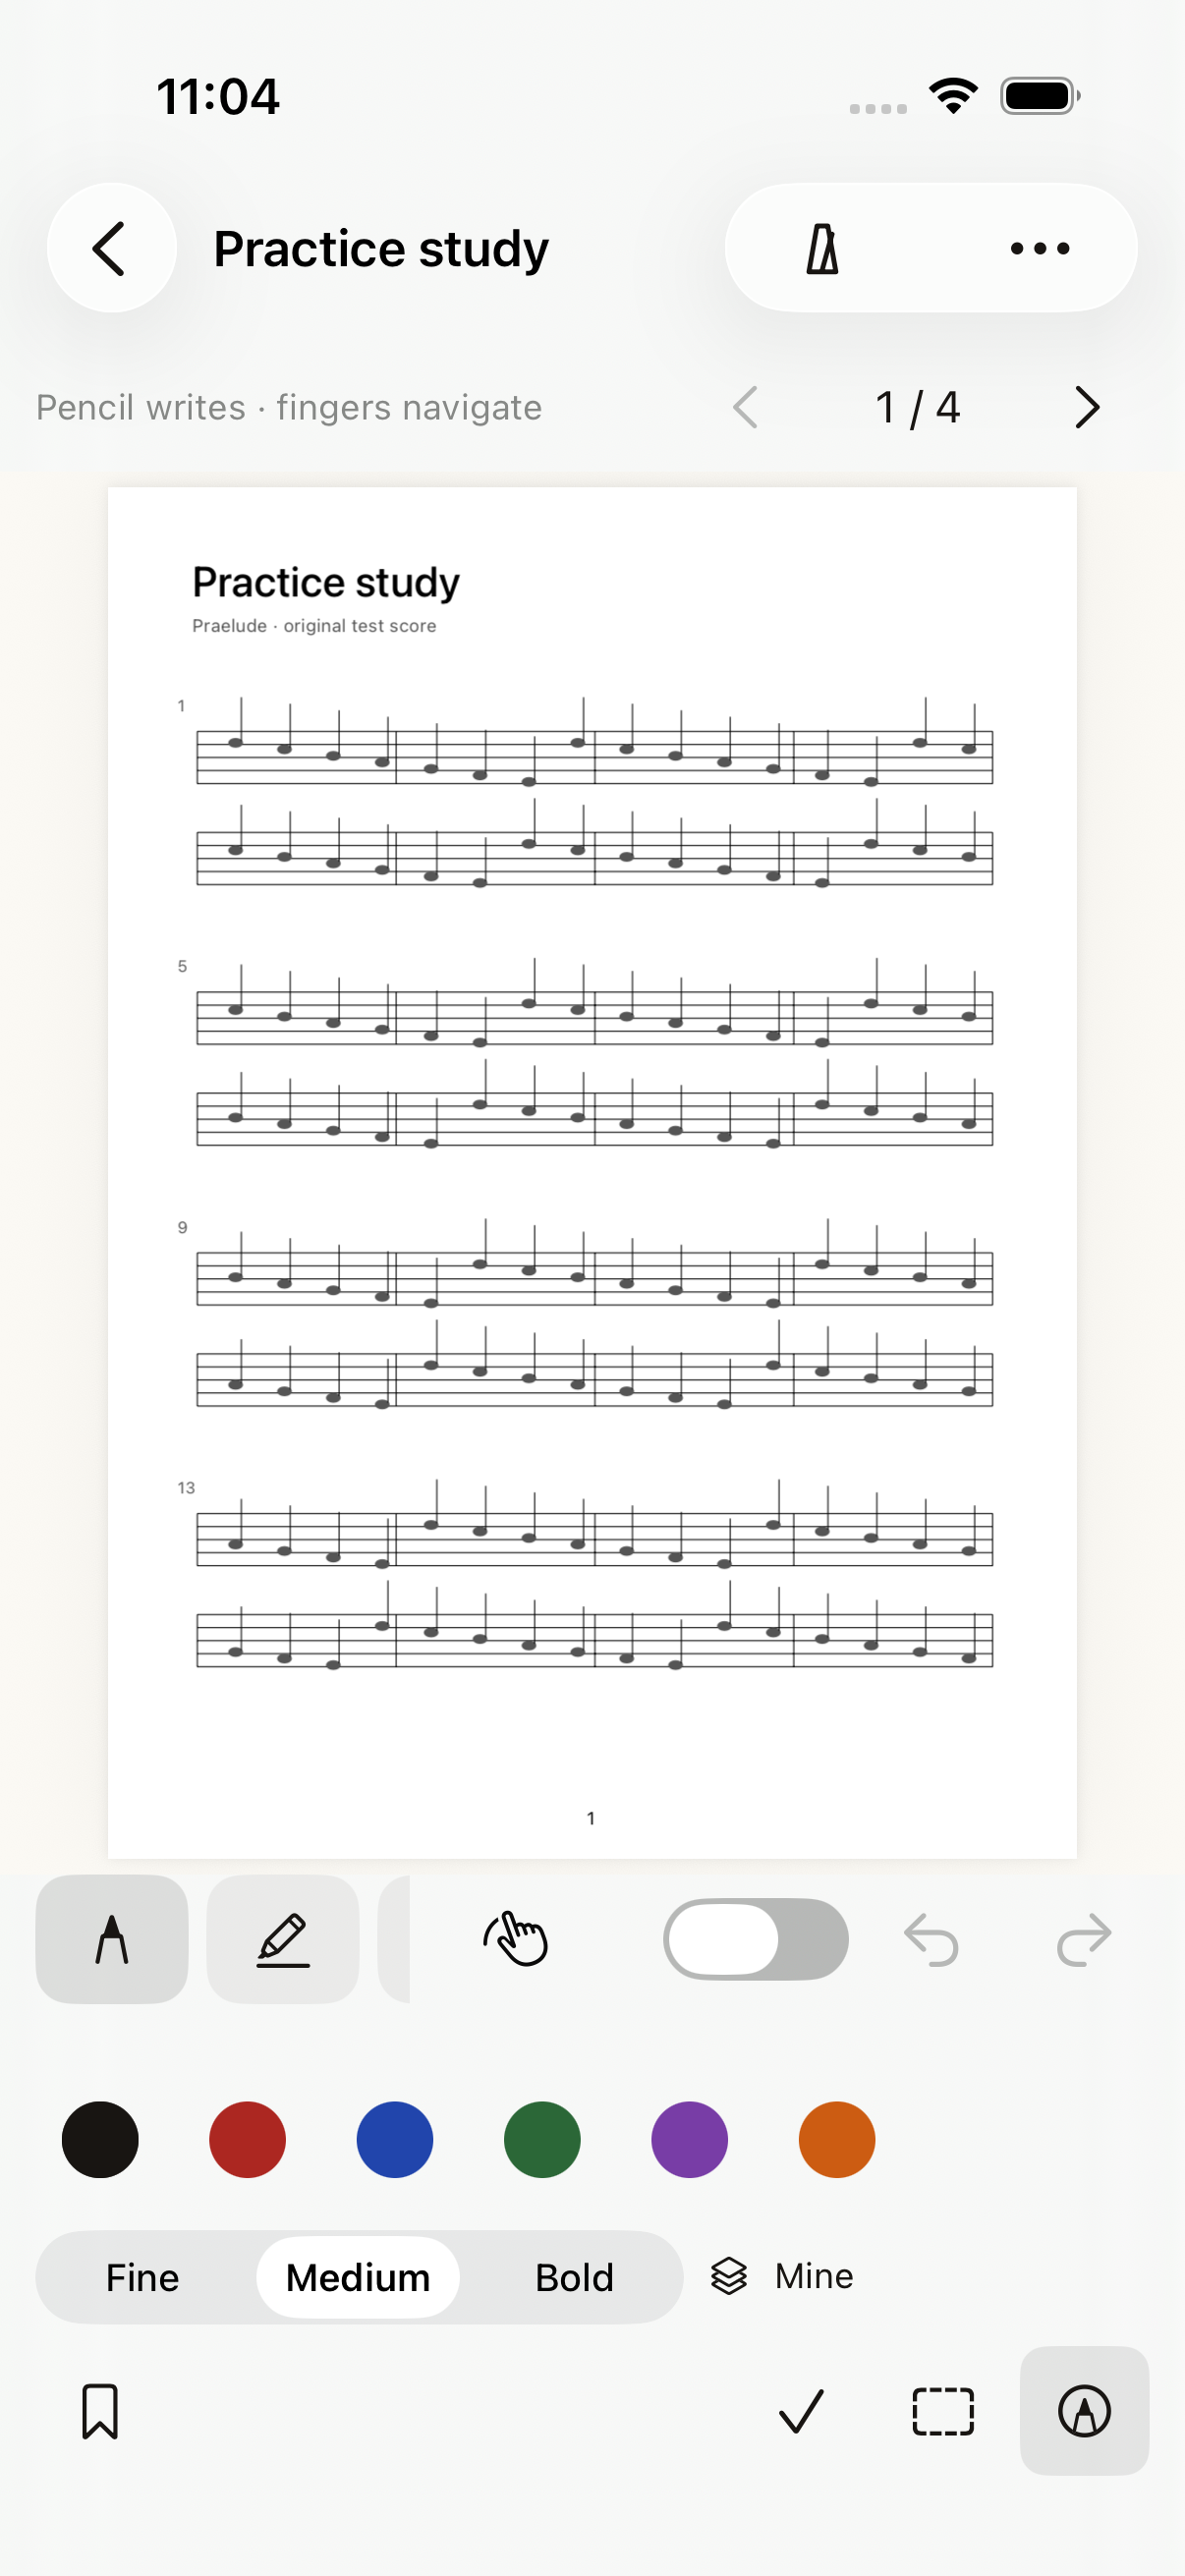 11:04
Practice study
Pencil writes · fingers navigate
1 / 4
Practice study
Praelude · original test score
1
5
9
13
1
Fine
Medium
Bold
Mine